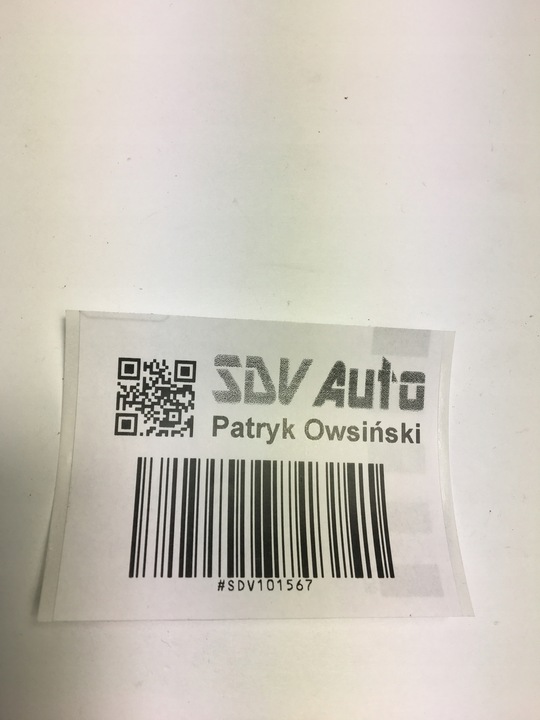 SDV Auto
Patryk Owsiński
#SDV101567